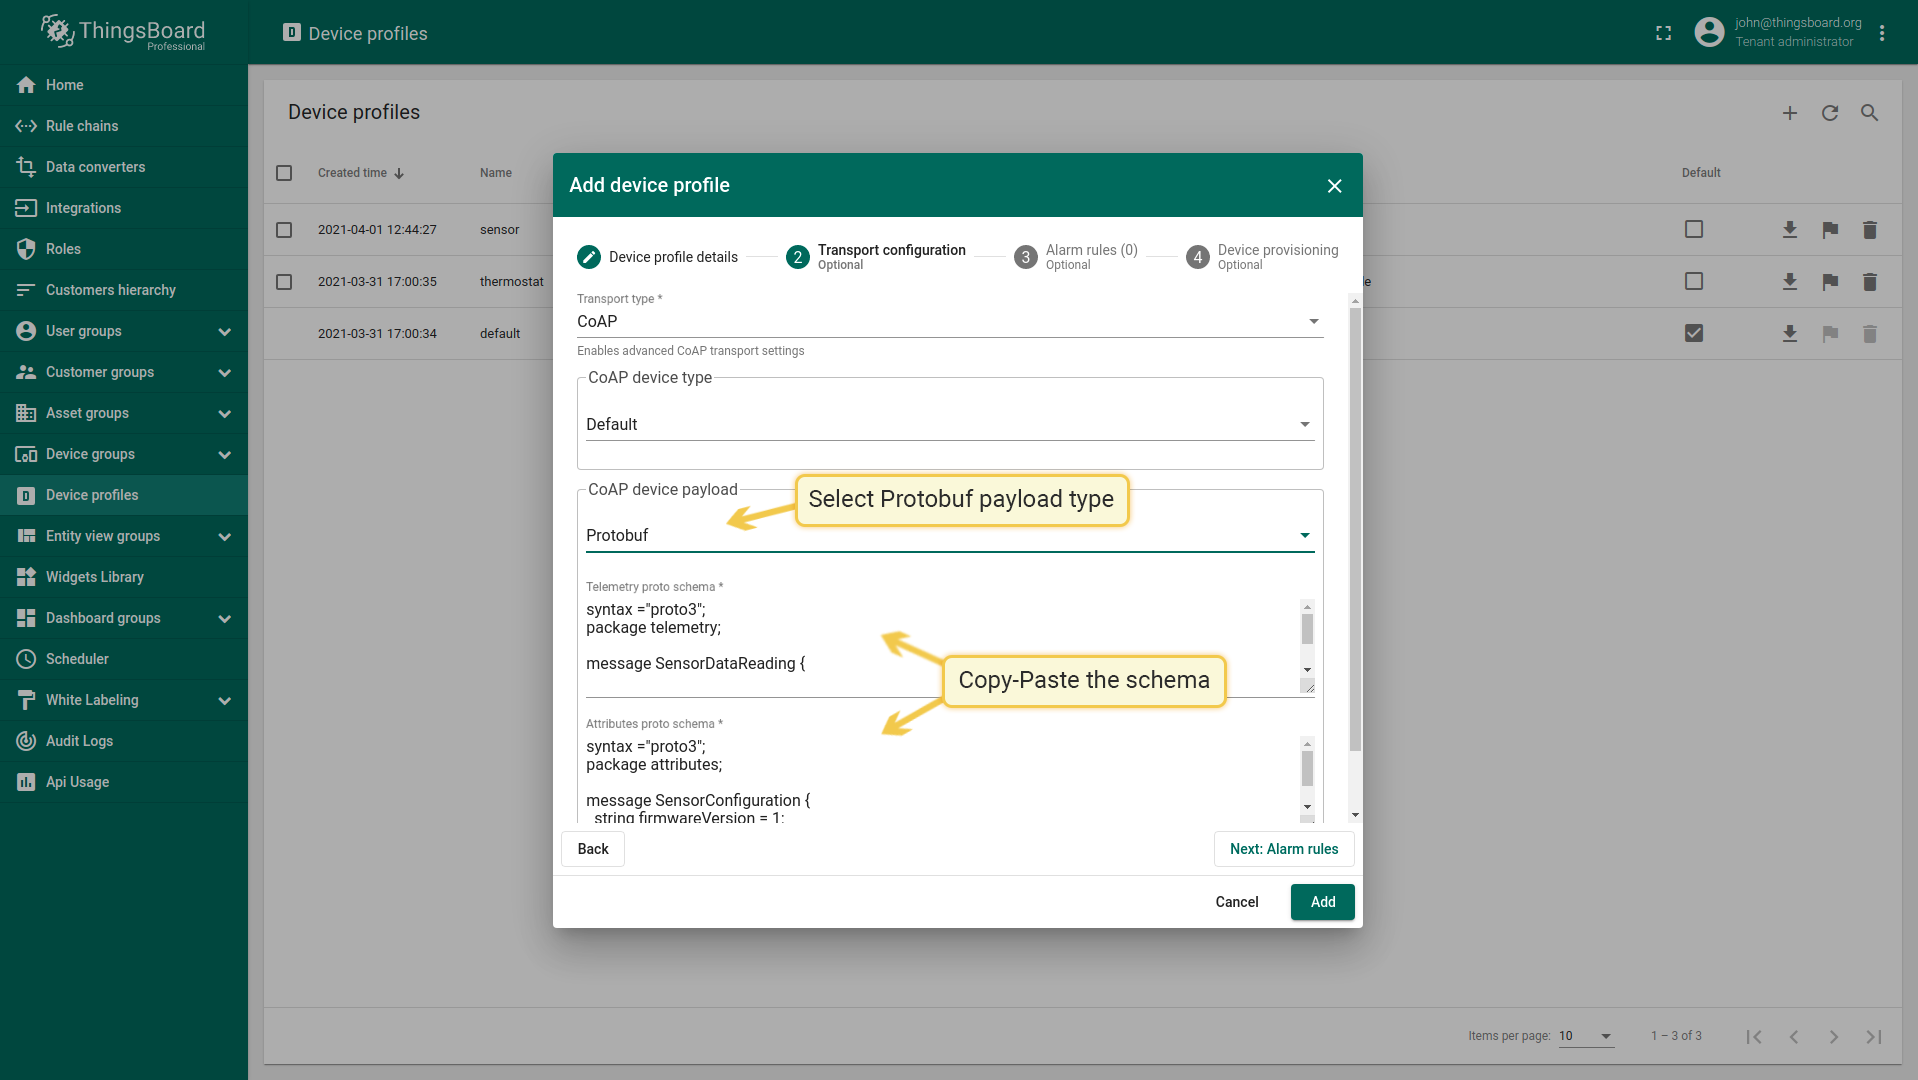 ThingsBoard
Professional
Device profiles
john@thingsboard.org
Tenant administrator
Home
Rule chains
Data converters
Integrations
Roles
Customers hierarchy
User groups
Customer groups
Asset groups
Device groups
Device profiles
Entity view groups
Widgets Library
Dashboard groups
Scheduler
White Labeling
Audit Logs
Api Usage
Device profiles
Created time
Name
Default
2021-04-01 12:44:27 sensor
2021-03-31 17:00:35 thermostat
le
2021-03-31 17:00:34 default
Add device profile
Device profile details
2 Transport configuration
Optional
3 Alarm rules (0)
Optional
4 Device provisioning
Optional
Transport type *
CoAP
Enables advanced CoAP transport settings
CoAP device type
Default
CoAP device payload
Select Protobuf payload type
Protobuf
Telemetry proto schema *
syntax ="proto3";
package telemetry;
message SensorDataReading {
Copy-Paste the schema
Attributes proto schema *
syntax ="proto3";
package attributes;
message SensorConfiguration {
string firmwareVersion = 1;
Back
Next: Alarm rules
Cancel
Add
Items per page: 10
1 – 3 of 3